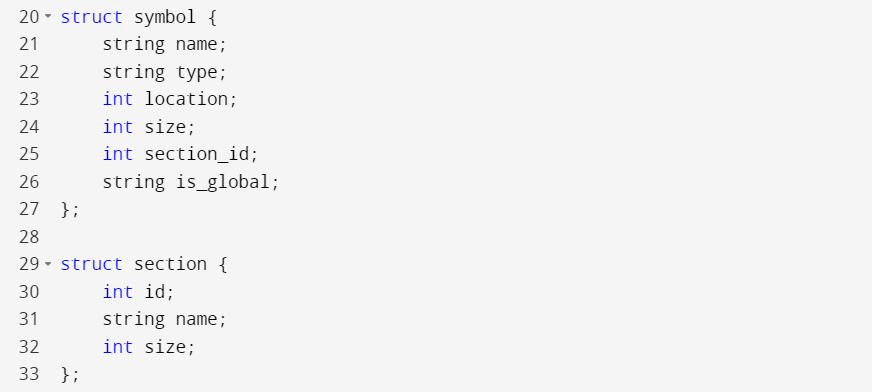 20 struct symbol {
21 string name;
22 string type;
23 int location;
24 int size;
25 int section_id;
26 string is_global;
27 };
28
29 struct section {
30 int id;
31 string name;
32 int size;
33 };